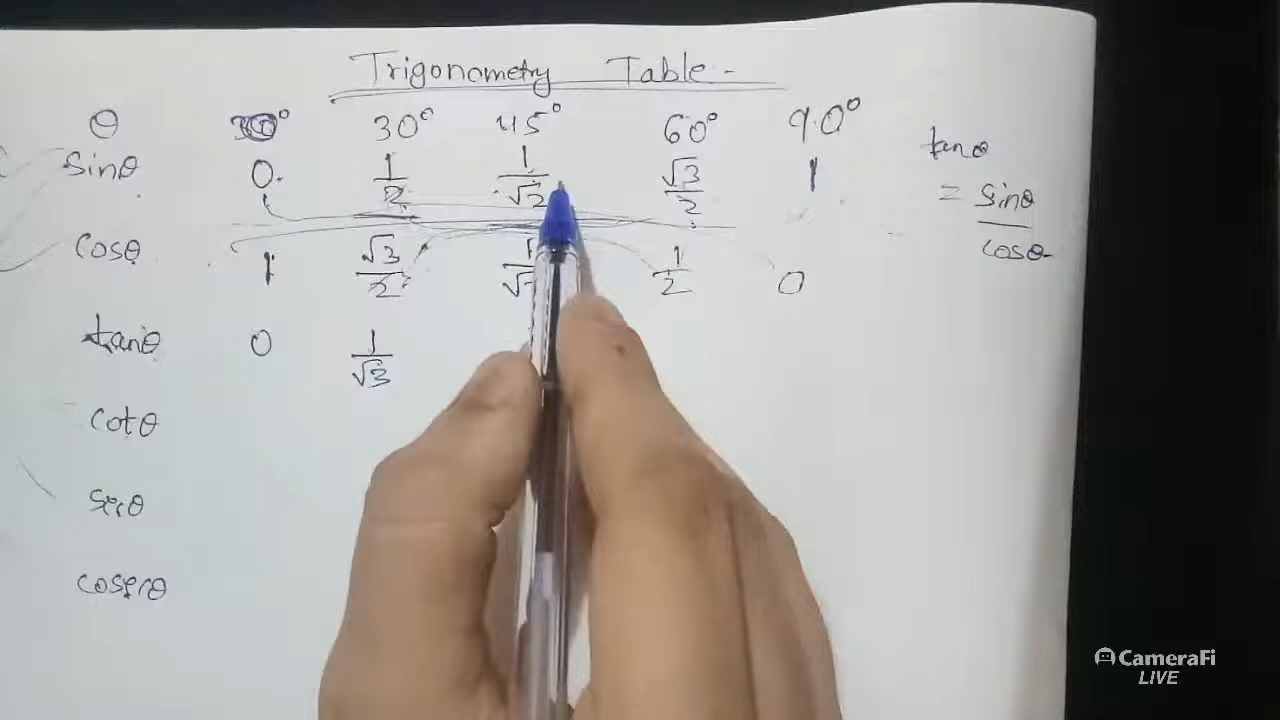 Trigonometry Table -
θ 0° 30° 45° 60° 90°
sinθ 0 1/2 1/√2 √3/2 1
cosθ 1 √3/2 1/2 0
tanθ 0 1/√3
cotθ
secθ
cosecθ
tanθ
= sinθ
cosθ
CameraFi
LIVE